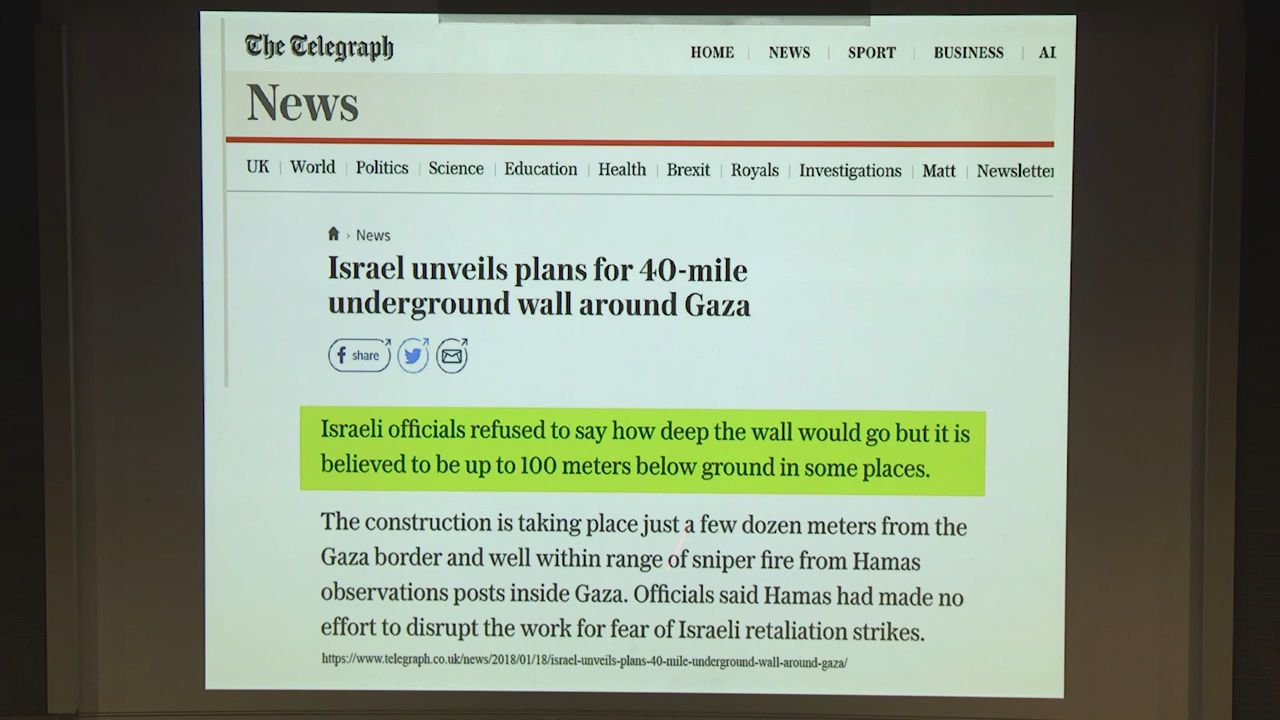 The Telegraph
HOME | NEWS | SPORT | BUSINESS |
News
UK | World | Politics | Science | Education | Health | Brexit | Royals | Investigations | Matt | Newsletter
› News
Israel unveils plans for 40-mile
underground wall around Gaza
f share
Israeli officials refused to say how deep the wall would go but it is
believed to be up to 100 meters below ground in some places.
The construction is taking place just a few dozen meters from the
Gaza border and well within range of sniper fire from Hamas
observations posts inside Gaza. Officials said Hamas had made no
effort to disrupt the work for fear of Israeli retaliation strikes.
https://www.telegraph.co.uk/news/2018/01/18/israel-unveils-plans-40-mile-underground-wall-around-gaza/